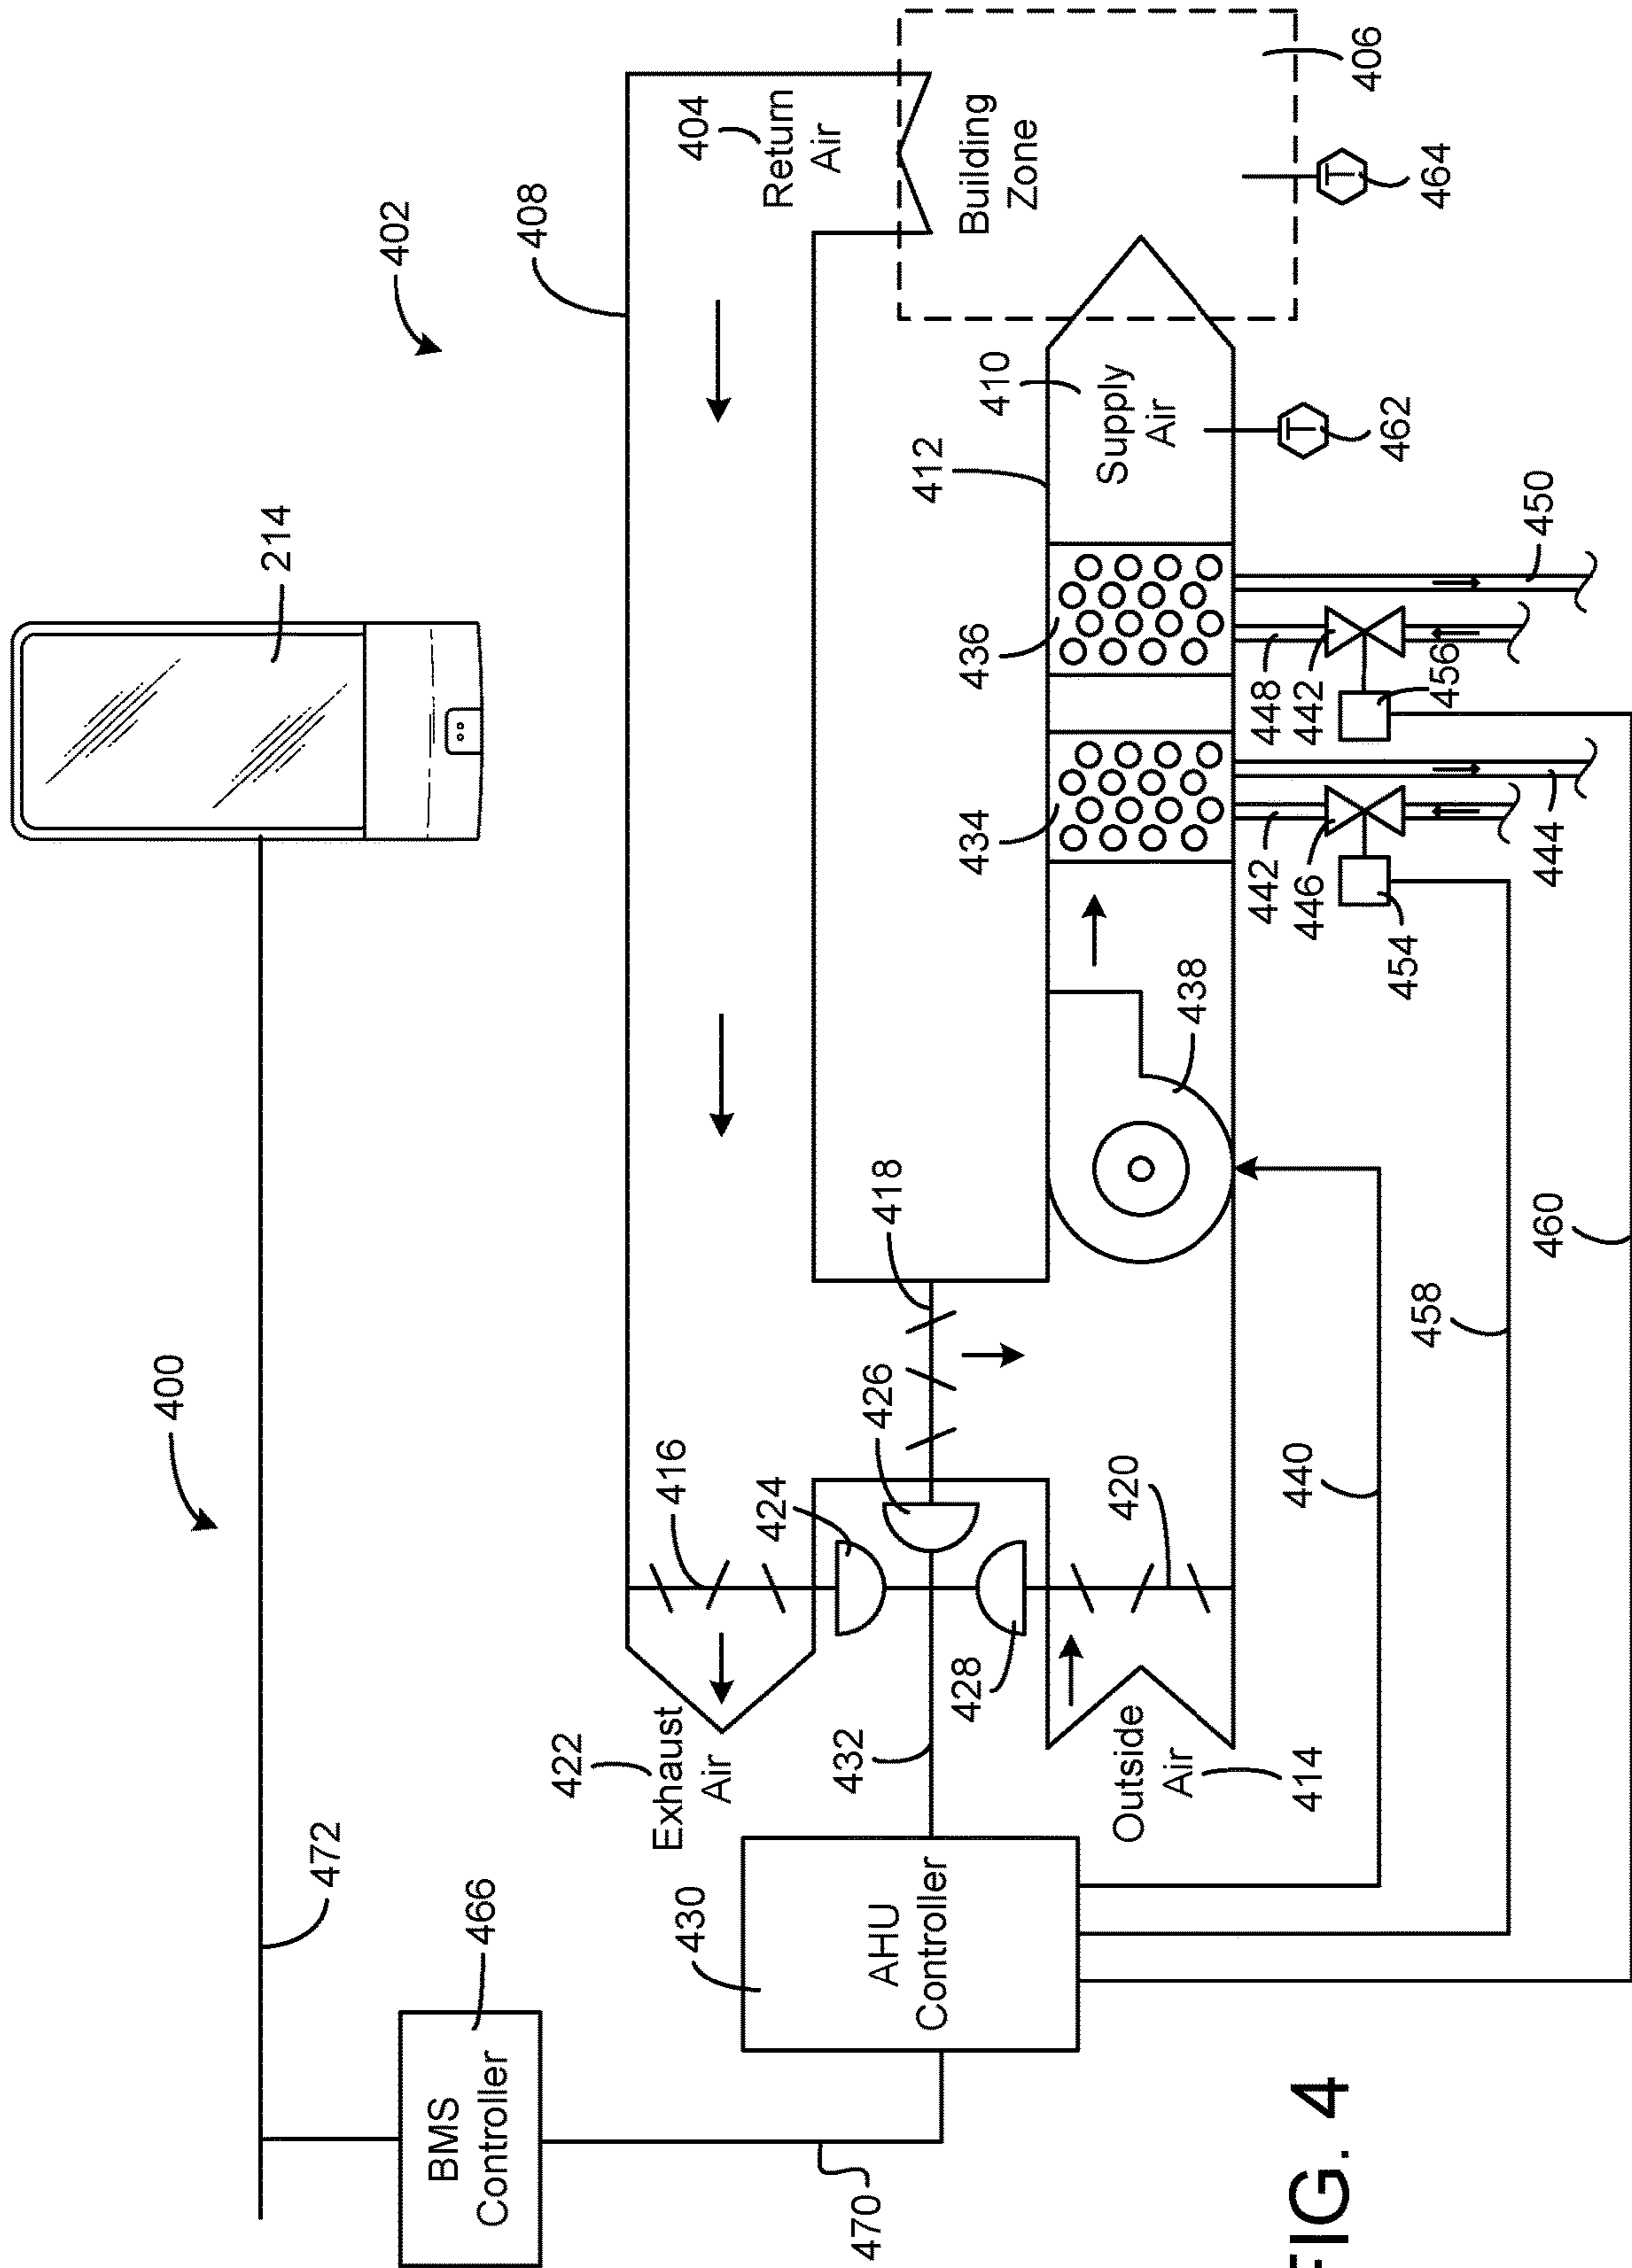 400
402
214
472
408
BMS
Controller
466
470
404
Return
Air
416
422
Exhaust
Air
424
426
418
430
AHU
Controller
432
428
Outside
Air
414
420
438
434
436
412
410
Supply
Air
Building
Zone
406
440
442
446
454
444
448
442
456
450
462
464
458
460
FIG. 4